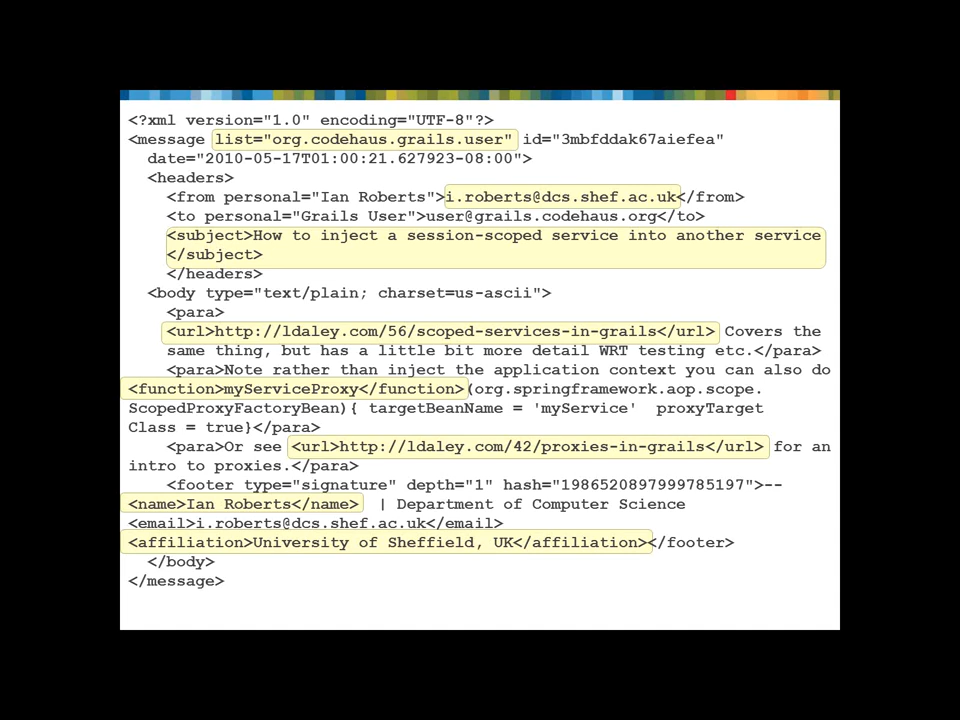 <?xml version="1.0" encoding="UTF-8"?>
<message list="org.codehaus.grails.user" id="3mbfddak67aiefea"
date="2010-05-17T01:00:21.627923-08:00">
<headers>
<from personal="Ian Roberts">i.roberts@dcs.shef.ac.uk</from>
<to personal="Grails User">user@grails.codehaus.org</to>
<subject>How to inject a session-scoped service into another service
</subject>
</headers>
<body type="text/plain; charset=us-ascii">
<para>
<url>http://ldaley.com/56/scoped-services-in-grails</url> Covers the
same thing, but has a little bit more detail WRT testing etc.</para>
<para>Note rather than inject the application context you can also do
<function>myServiceProxy</function>(org.springframework.aop.scope.
ScopedProxyFactoryBean){ targetBeanName = 'myService'  proxyTarget
Class = true}</para>
<para>Or see <url>http://ldaley.com/42/proxies-in-grails</url> for an
intro to proxies.</para>
<footer type="signature" depth="1" hash="1986520897999785197">--
<name>Ian Roberts</name>  | Department of Computer Science
<email>i.roberts@dcs.shef.ac.uk</email>
<affiliation>University of Sheffield, UK</affiliation></footer>
</body>
</message>